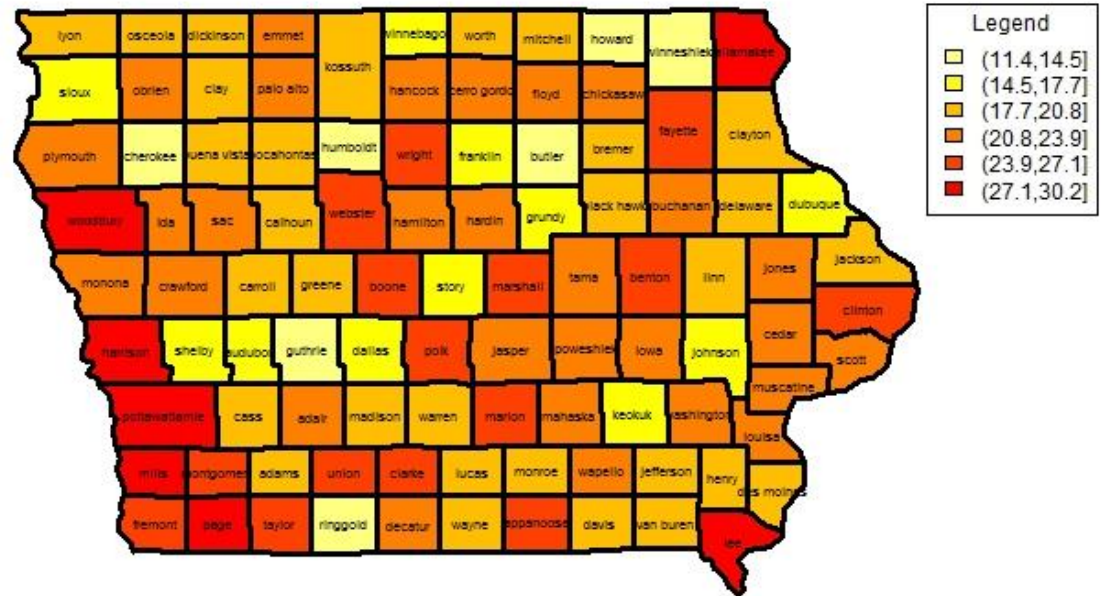 Legend
(11.4,14.5]
(14.5,17.7]
(17.7,20.8]
(20.8,23.9]
(23.9,27.1]
(27.1,30.2]
lyon osceola dickinson emmet kossuth vinnebago worth mitchell howard vinneshiek allamakee
sioux obrien clay palo alto hancock cerro gordo floyd chickasaw fayette clayton
plymouth cherokee buena vista pocahontas humboldt wright franklin butler bremer
woodbury ida sac calhoun webster hamilton hardin grundy black hawk buchanan delaware dubuque
monona crawford carroll greene boone story marshall tama benton linn jones jackson
harrison shelby audubon guthrie dallas polk jasper poweshiek iowa johnson cedar clinton
scott
muscatine
pottawattamie cass adair madison warren marion mahaska keokuk washington louisa
mills montgomery adams union clarke lucas monroe wapello jefferson henry des moines
fremont page taylor ringgold decatur wayne appanoose davis van buren lee